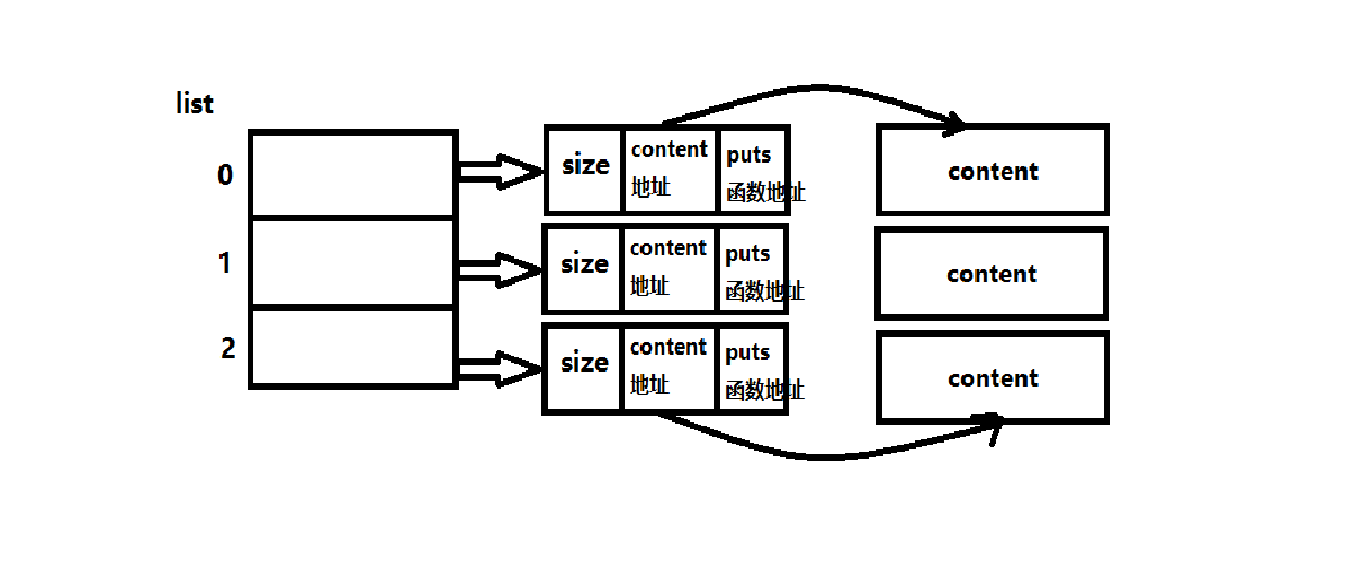 list
0
size
content
地址
puts
函数地址
content
1
size
content
地址
puts
函数地址
content
2
size
content
地址
puts
函数地址
content